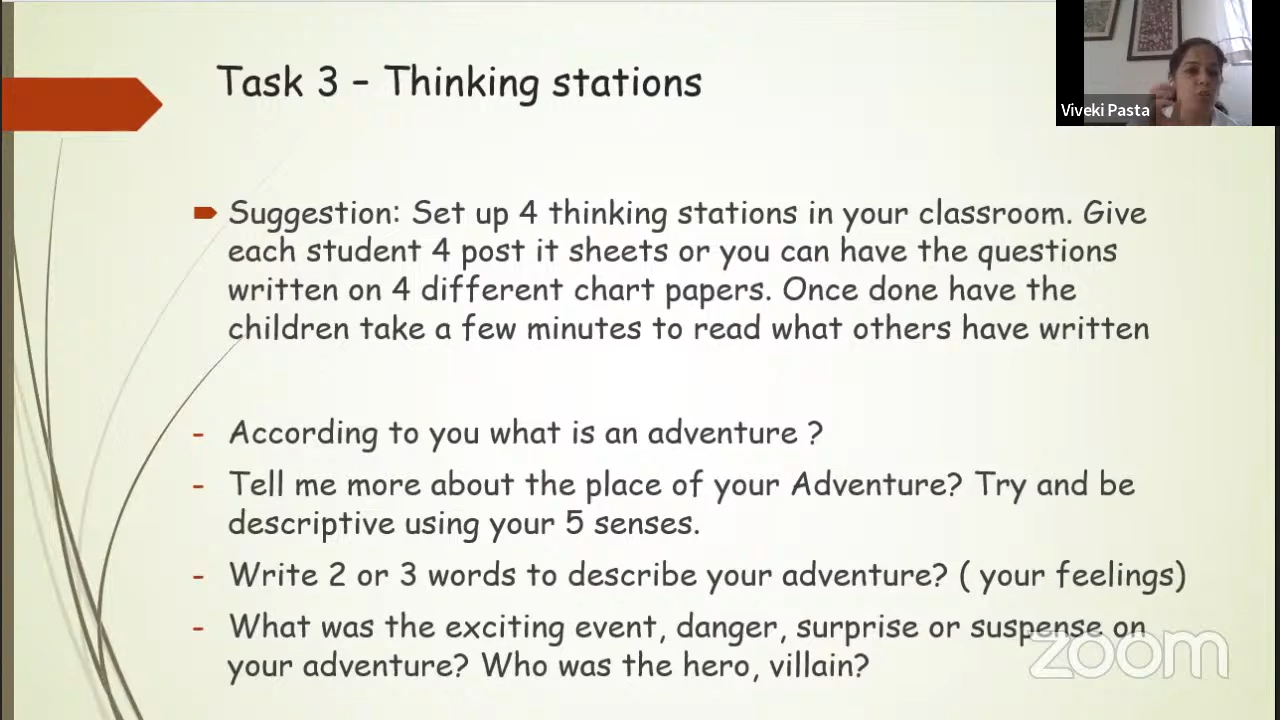 Task 3 – Thinking stations
Viveki Pasta
Suggestion: Set up 4 thinking stations in your classroom. Give
each student 4 post it sheets or you can have the questions
written on 4 different chart papers. Once done have the
children take a few minutes to read what others have written
- According to you what is an adventure ?
- Tell me more about the place of your Adventure? Try and be
descriptive using your 5 senses.
- Write 2 or 3 words to describe your adventure? ( your feelings)
- What was the exciting event, danger, surprise or suspense on
your adventure? Who was the hero, villain?
zoom